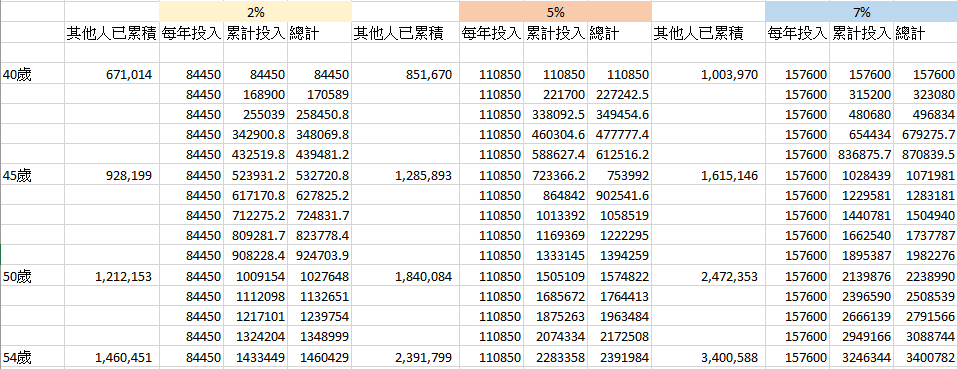 2% 5% 7%
其他人已累積 每年投入 累計投入 總計 其他人已累積 每年投入 累計投入 總計 其他人已累積 每年投入 累計投入 總計
40歲 671,014 84450 84450 84450 851,670 110850 110850 110850 1,003,970 157600 157600 157600
84450 168900 170589 110850 221700 227242.5 157600 315200 323080
84450 255039 258450.8 110850 338092.5 349454.6 157600 480680 496834
84450 342900.8 348069.8 110850 460304.6 477777.4 157600 654434 679275.7
84450 432519.8 439481.2 110850 588627.4 612516.2 157600 836875.7 870839.5
45歲 928,199 84450 523931.2 532720.8 1,285,893 110850 723366.2 753992 1,615,146 157600 1028439 1071981
84450 617170.8 627825.2 110850 864842 902541.6 157600 1229581 1283181
84450 712275.2 724831.7 110850 1013392 1058519 157600 1440781 1504940
84450 809281.7 823778.4 110850 1169369 1222295 157600 1662540 1737787
84450 908228.4 924703.9 110850 1333145 1394259 157600 1895387 1982276
50歲 1,212,153 84450 1009154 1027648 1,840,084 110850 1505109 1574822 2,472,353 157600 2139876 2238990
84450 1112098 1132651 110850 1685672 1764413 157600 2396590 2508539
84450 1217101 1239754 110850 1875263 1963484 157600 2666139 2791566
84450 1324204 1348999 110850 2074334 2172508 157600 2949166 3088744
54歲 1,460,451 84450 1433449 1460429 2,391,799 110850 2283358 2391984 3,400,588 157600 3246344 3400782